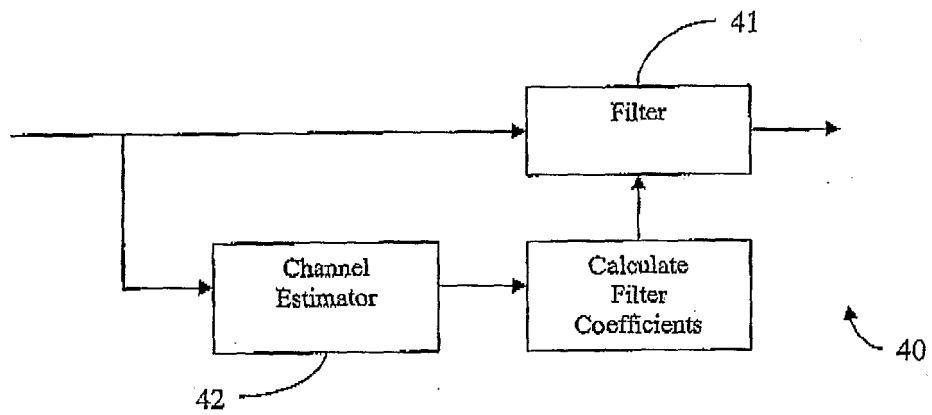 41
Filter
Channel
Estimator
Calculate
Filter
Coefficients
40
42